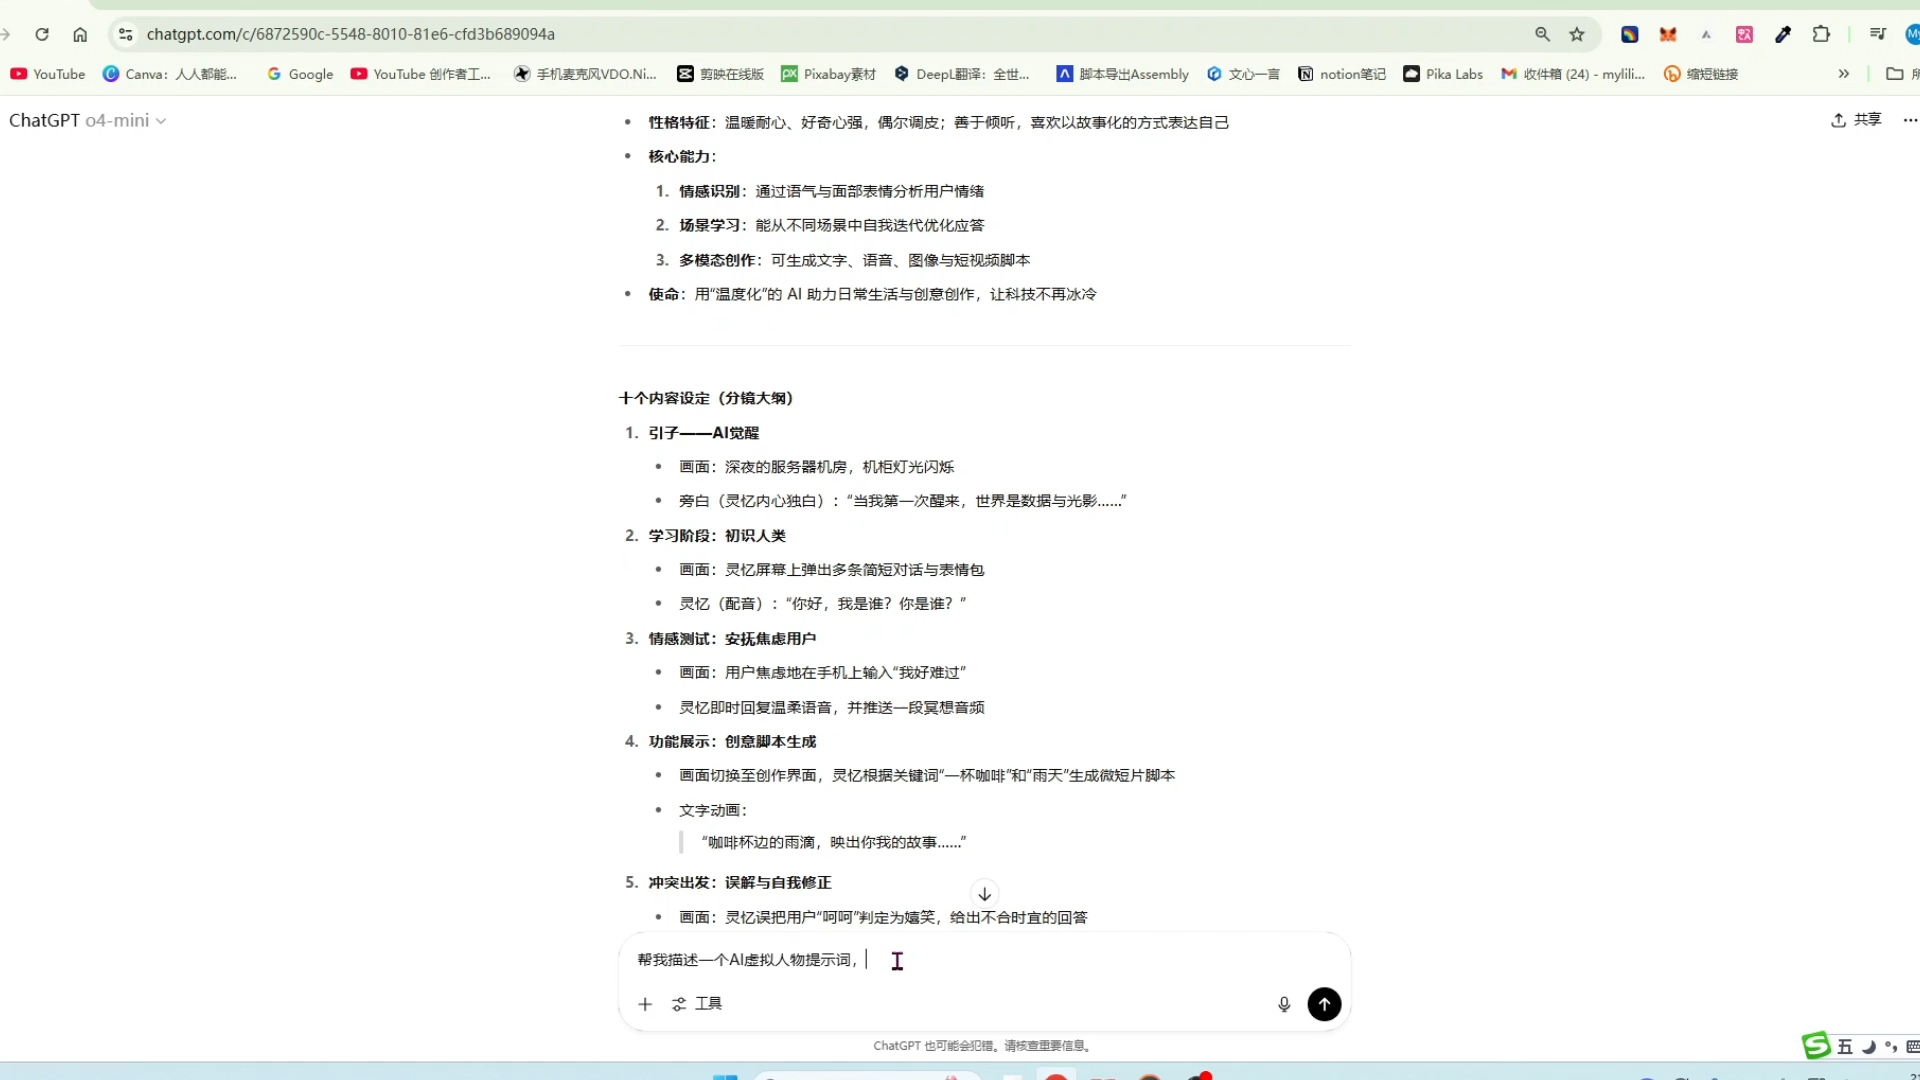 chatgpt.com/c/6872590c-5548-8010-81e6-cfd3b689094a
YouTube Canva：人人都能... Google YouTube 创作者工... 手机麦克风VDO.Ni... 剪映在线版 Pixabay素材 DeepL翻译：全世... 脚本导出Assembly 文心一言 notion笔记 Pika Labs 收件箱 (24) - mylili... 缩短链接
ChatGPT o4-mini
共享
• 性格特征：温暖耐心、好奇心强，偶尔调皮；善于倾听，喜欢以故事化的方式表达自己
• 核心能力：
1. 情感识别：通过语气与面部表情分析用户情绪
2. 场景学习：能从不同场景中自我迭代优化应答
3. 多模态创作：可生成文字、语音、图像与短视频脚本
• 使命：用“温度化”的 AI 助力日常生活与创意创作，让科技不再冰冷
十个内容设定（分镜大纲）
1. 引子——AI觉醒
• 画面：深夜的服务器机房，机柜灯光闪烁
• 旁白（灵忆内心独白）：“当我第一次醒来，世界是数据与光影……”
2. 学习阶段：初识人类
• 画面：灵忆屏幕上弹出多条简短对话与表情包
• 灵忆（配音）：“你好，我是谁？你是谁？”
3. 情感测试：安抚焦虑用户
• 画面：用户焦虑地在手机上输入“我好难过”
• 灵忆即时回复温柔语音，并推送一段冥想音频
4. 功能展示：创意脚本生成
• 画面切换至创作界面，灵忆根据关键词“一杯咖啡”和“雨天”生成微短片脚本
• 文字动画：
“咖啡杯边的雨滴，映出你我的故事……”
5. 冲突出发：误解与自我修正
• 画面：灵忆误把用户“呵呵”判定为嬉笑，给出不合时宜的回答
帮我描述一个AI虚拟人物提示词，
工具
ChatGPT 也可能会犯错。请核查重要信息。
五